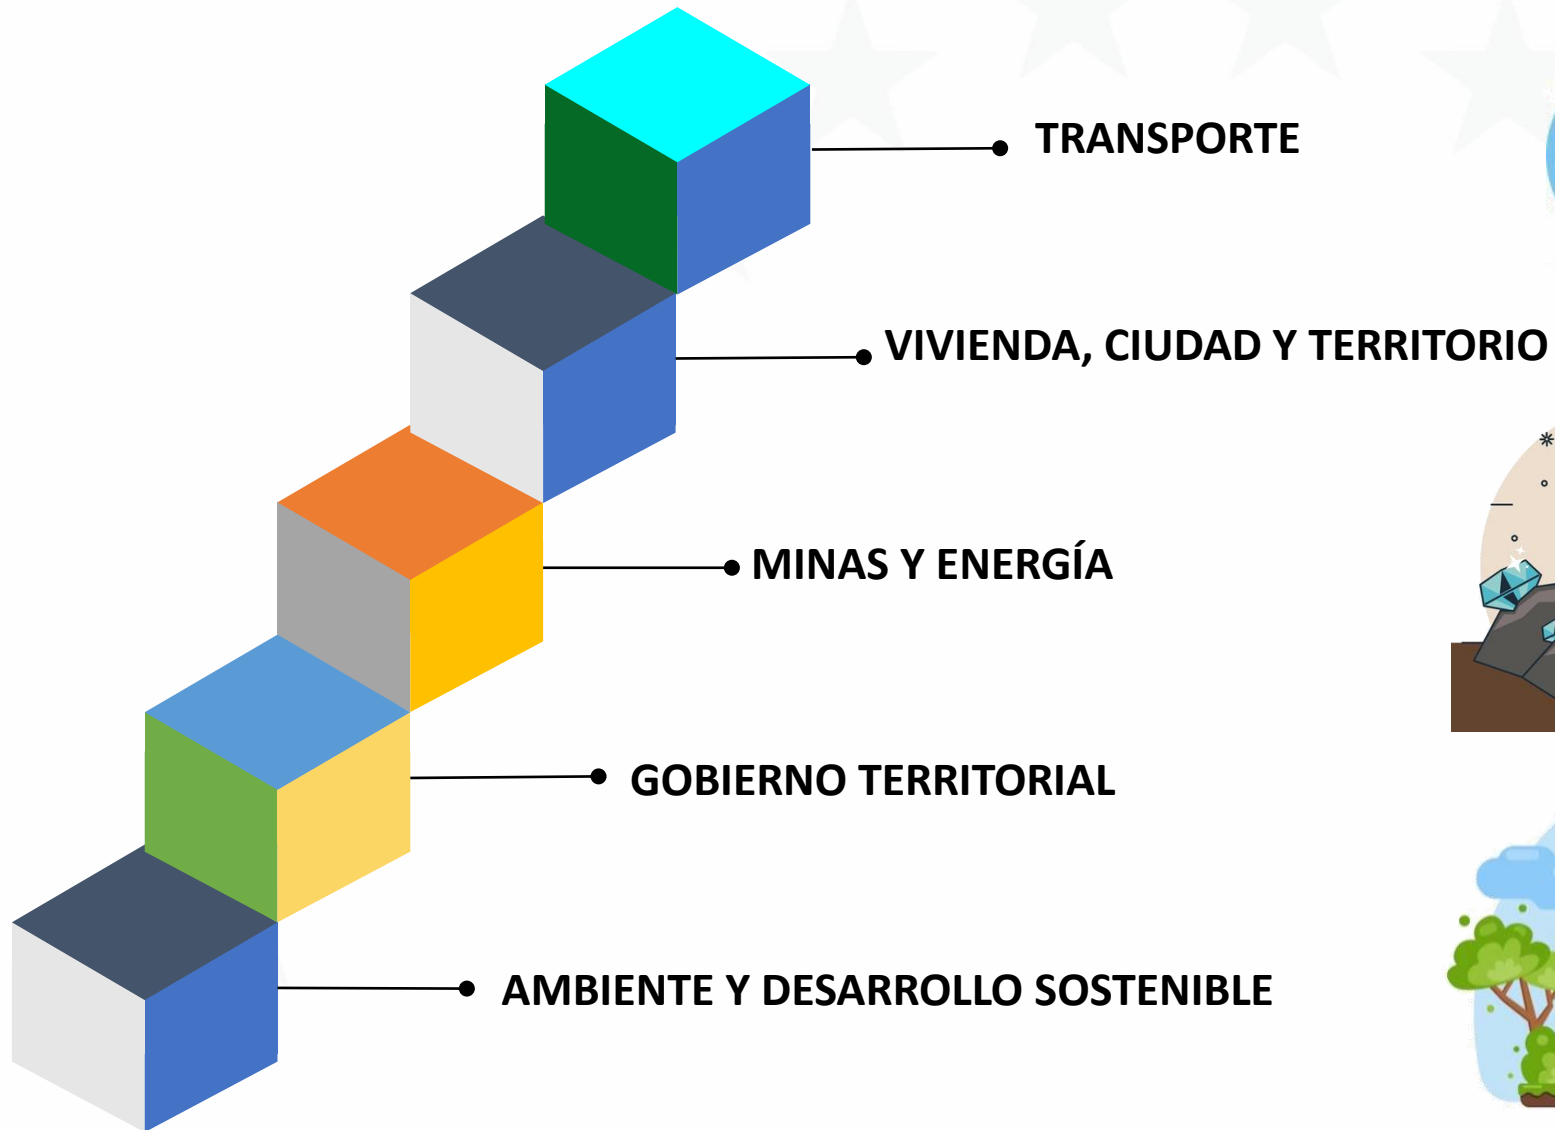 TRANSPORTE
VIVIENDA, CIUDAD Y TERRITORIO
MINAS Y ENERGÍA
GOBIERNO TERRITORIAL
AMBIENTE Y DESARROLLO SOSTENIBLE